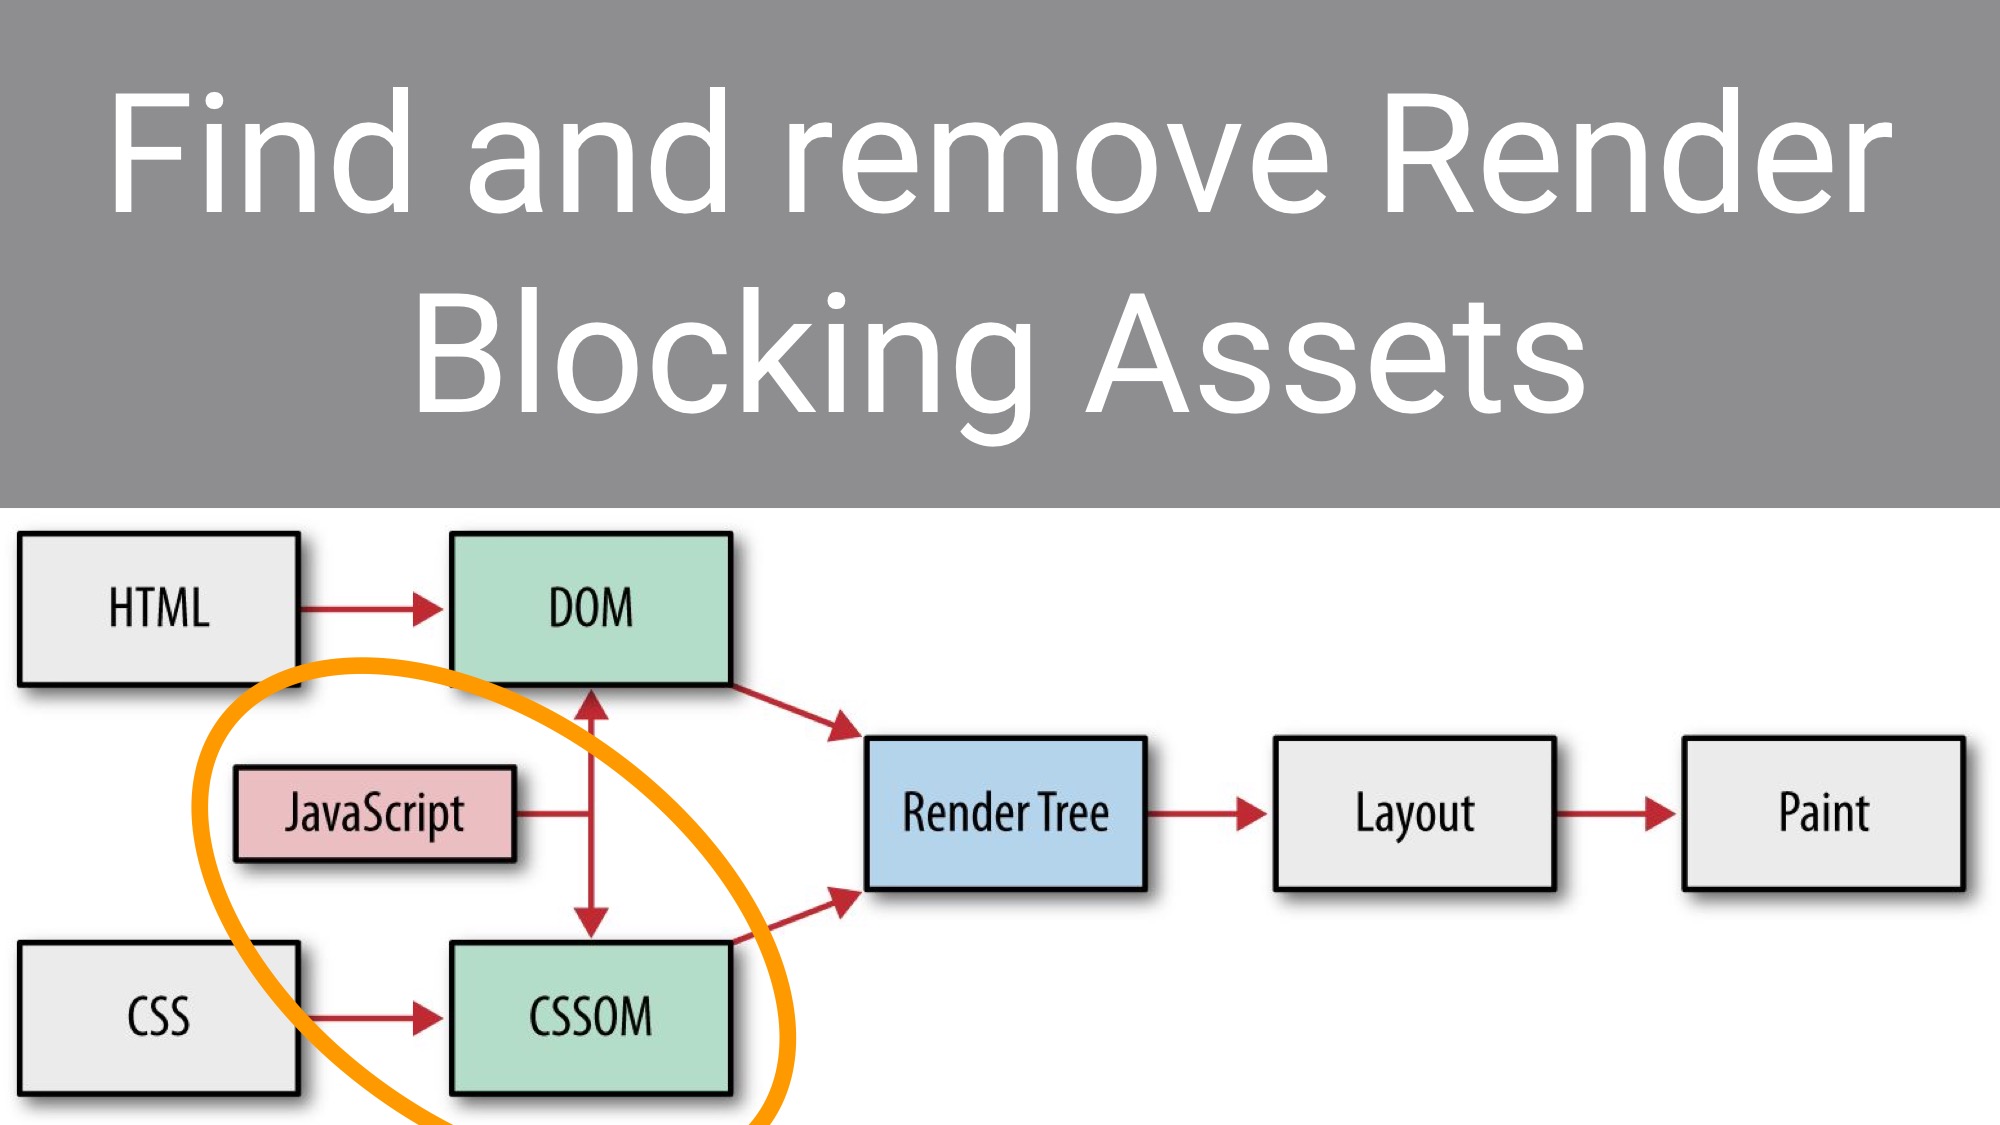 Find and remove Render
Blocking Assets
HTML
DOM
JavaScript
Render Tree
Layout
Paint
CSS
CSSOM